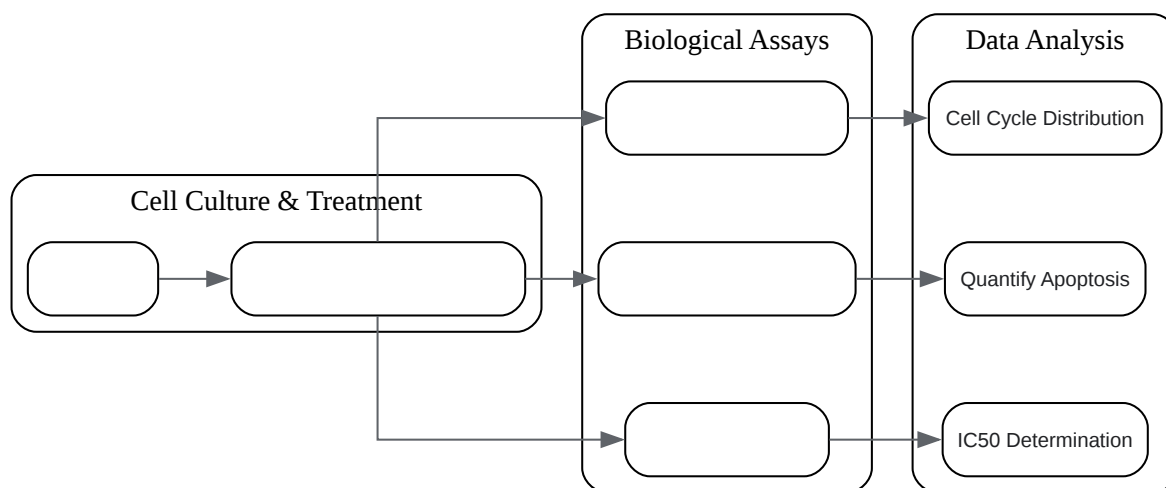 Biological Assays
Data Analysis
Cell Cycle Distribution
Cell Culture & Treatment
Quantify Apoptosis
IC50 Determination